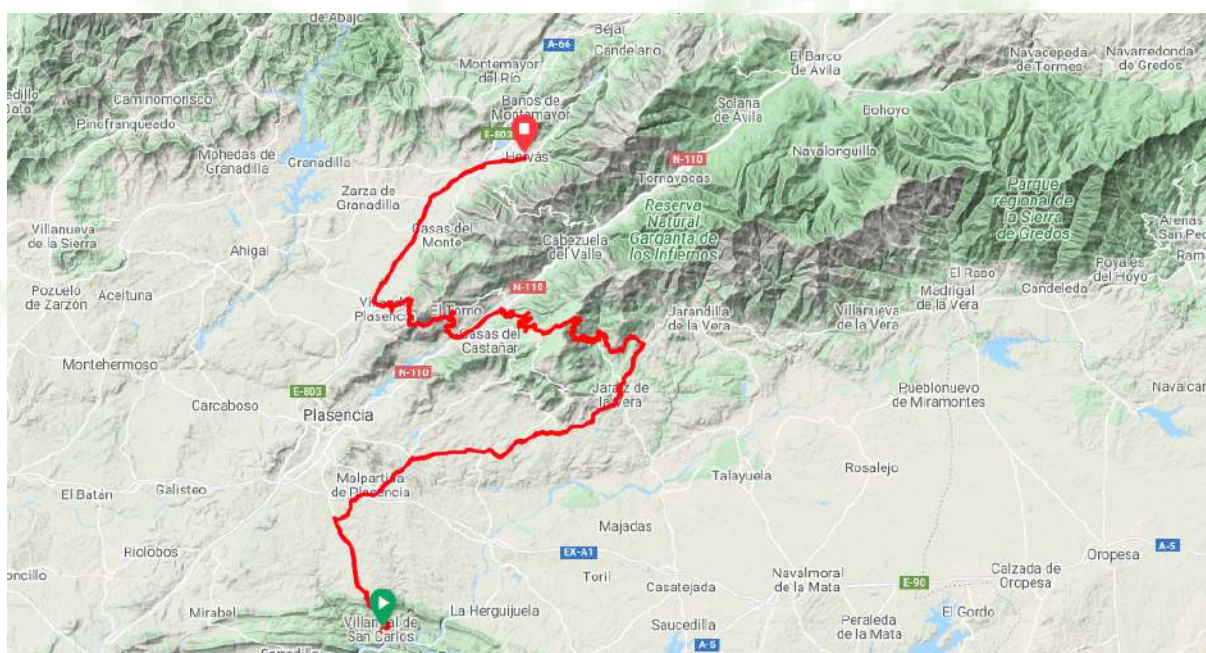 de Abajo
Béjar
A-66
Candelario
El Barco
de Ávila
Navacepeda
de Tormes
Navarredonda
de Gredos
Montemayor
del Río
Caminomorisco
Pinofranqueado
Baños de
Montemayor
Solana
de Ávila
Bohoyo
E-803
Mohedas de
Granadilla
Granadilla
Hervás
N-110
Navalonguilla
Tornavacas
Zarza de
Granadilla
Parque
regional de
la Sierra
de Gredos
Reserva
Natural
Garganta de
los Infiernos
Villanueva
de la Sierra
Ahigal
Casas del
Monte
Cabezuela
del Valle
Arenas
San Pe
Pozuelo
de Zarzón
Aceituna
N-110
El Raso
Candeleda
Poyales
del Hoyo
Madrigal
de la Vera
Plasencia
El Torno
Jarandilla
de la Vera
Villanueva
de la Vera
Casas del
Castañar
Montehermoso
N-110
E-803
Carcaboso
Plasencia
Jaraíz de
la Vera
Pueblonuevo
de Miramontes
Navalcar
El Batán
Galisteo
Malpartida
de Plasencia
Talayuela
Rosalejo
Majadas
Riolobos
EX-A1
Oropesa
A-5
oncillo
Toril
Casatejada
Navalmoral
de la Mata
E-90
Calzada de
Oropesa
Mirabel
La Herguijuela
Villarreal de
San Carlos
Saucedilla
Peraleda
de la Mata
El Gordo
A-5